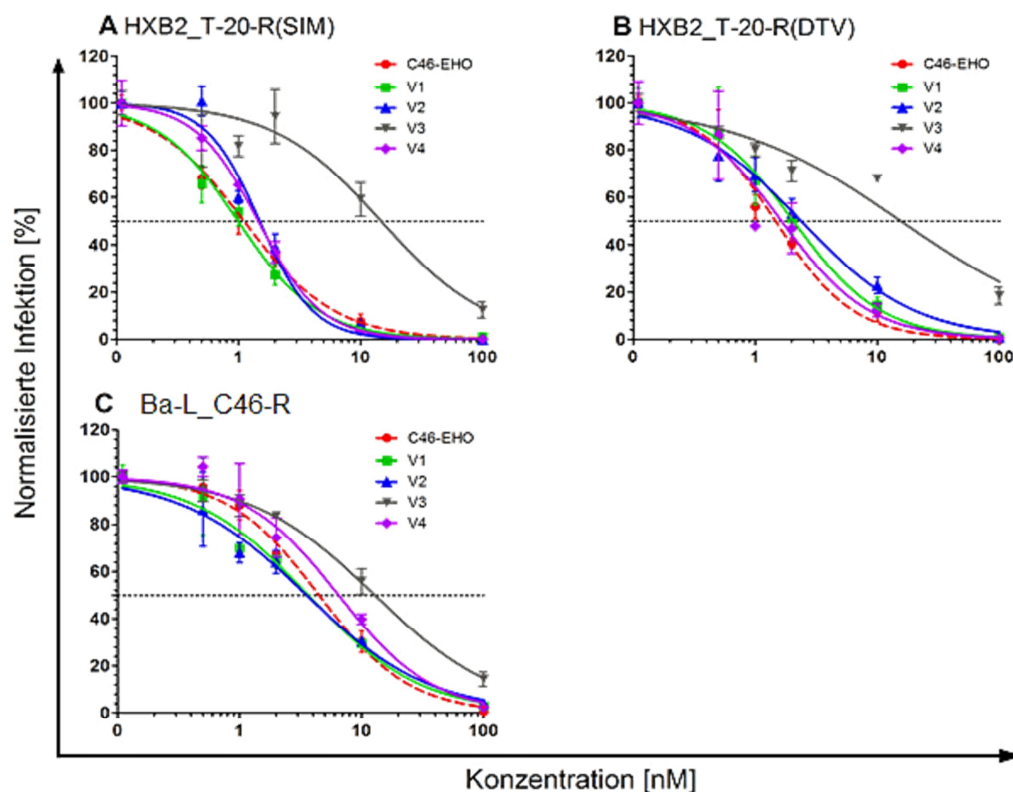 A HXB2_T-20-R(SIM)
120
100
80
60
40
20
0
0 1 10 100
C46-EHO
V1
V2
V3
V4
B HXB2_T-20-R(DTV)
120
100
80
60
40
20
0
0 1 10 100
C46-EHO
V1
V2
V3
V4
C Ba-L_C46-R
120
100
80
60
40
20
0
0 1 10 100
C46-EHO
V1
V2
V3
V4
Normalisierte Infektion [%]
Konzentration [nM]